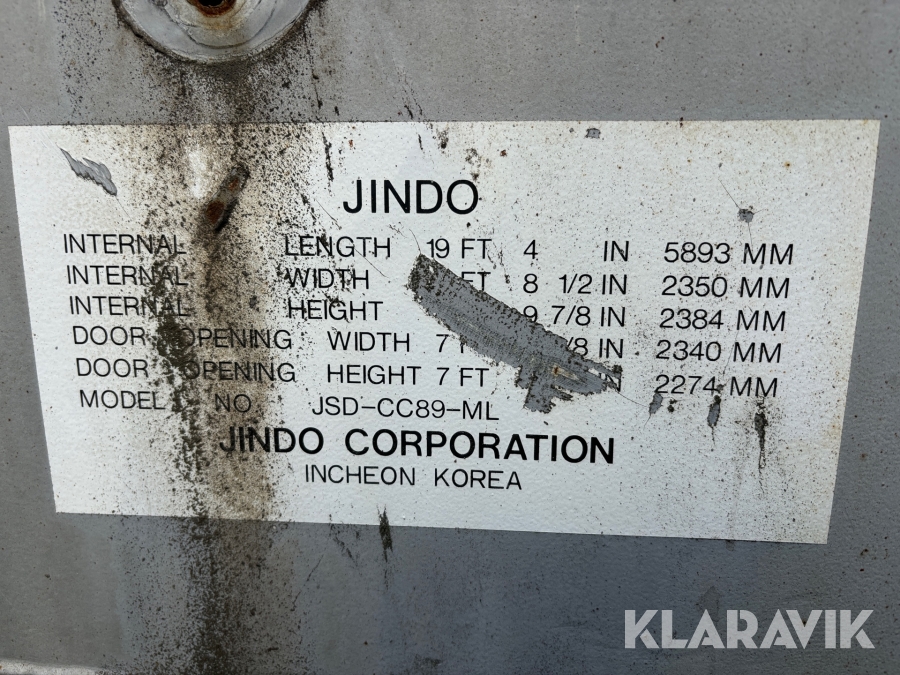 JINDO
INTERNAL LENGTH 19 FT 4 IN 5893 MM
INTERNAL WIDTH FT 8 1/2 IN 2350 MM
INTERNAL HEIGHT 9 7/8 IN 2384 MM
DOOR OPENING WIDTH 7 /8 IN 2340 MM
DOOR OPENING HEIGHT 7 FT 2274 MM
MODEL NO JSD-CC89-ML
JINDO CORPORATION
INCHEON KOREA
KLARAVIK